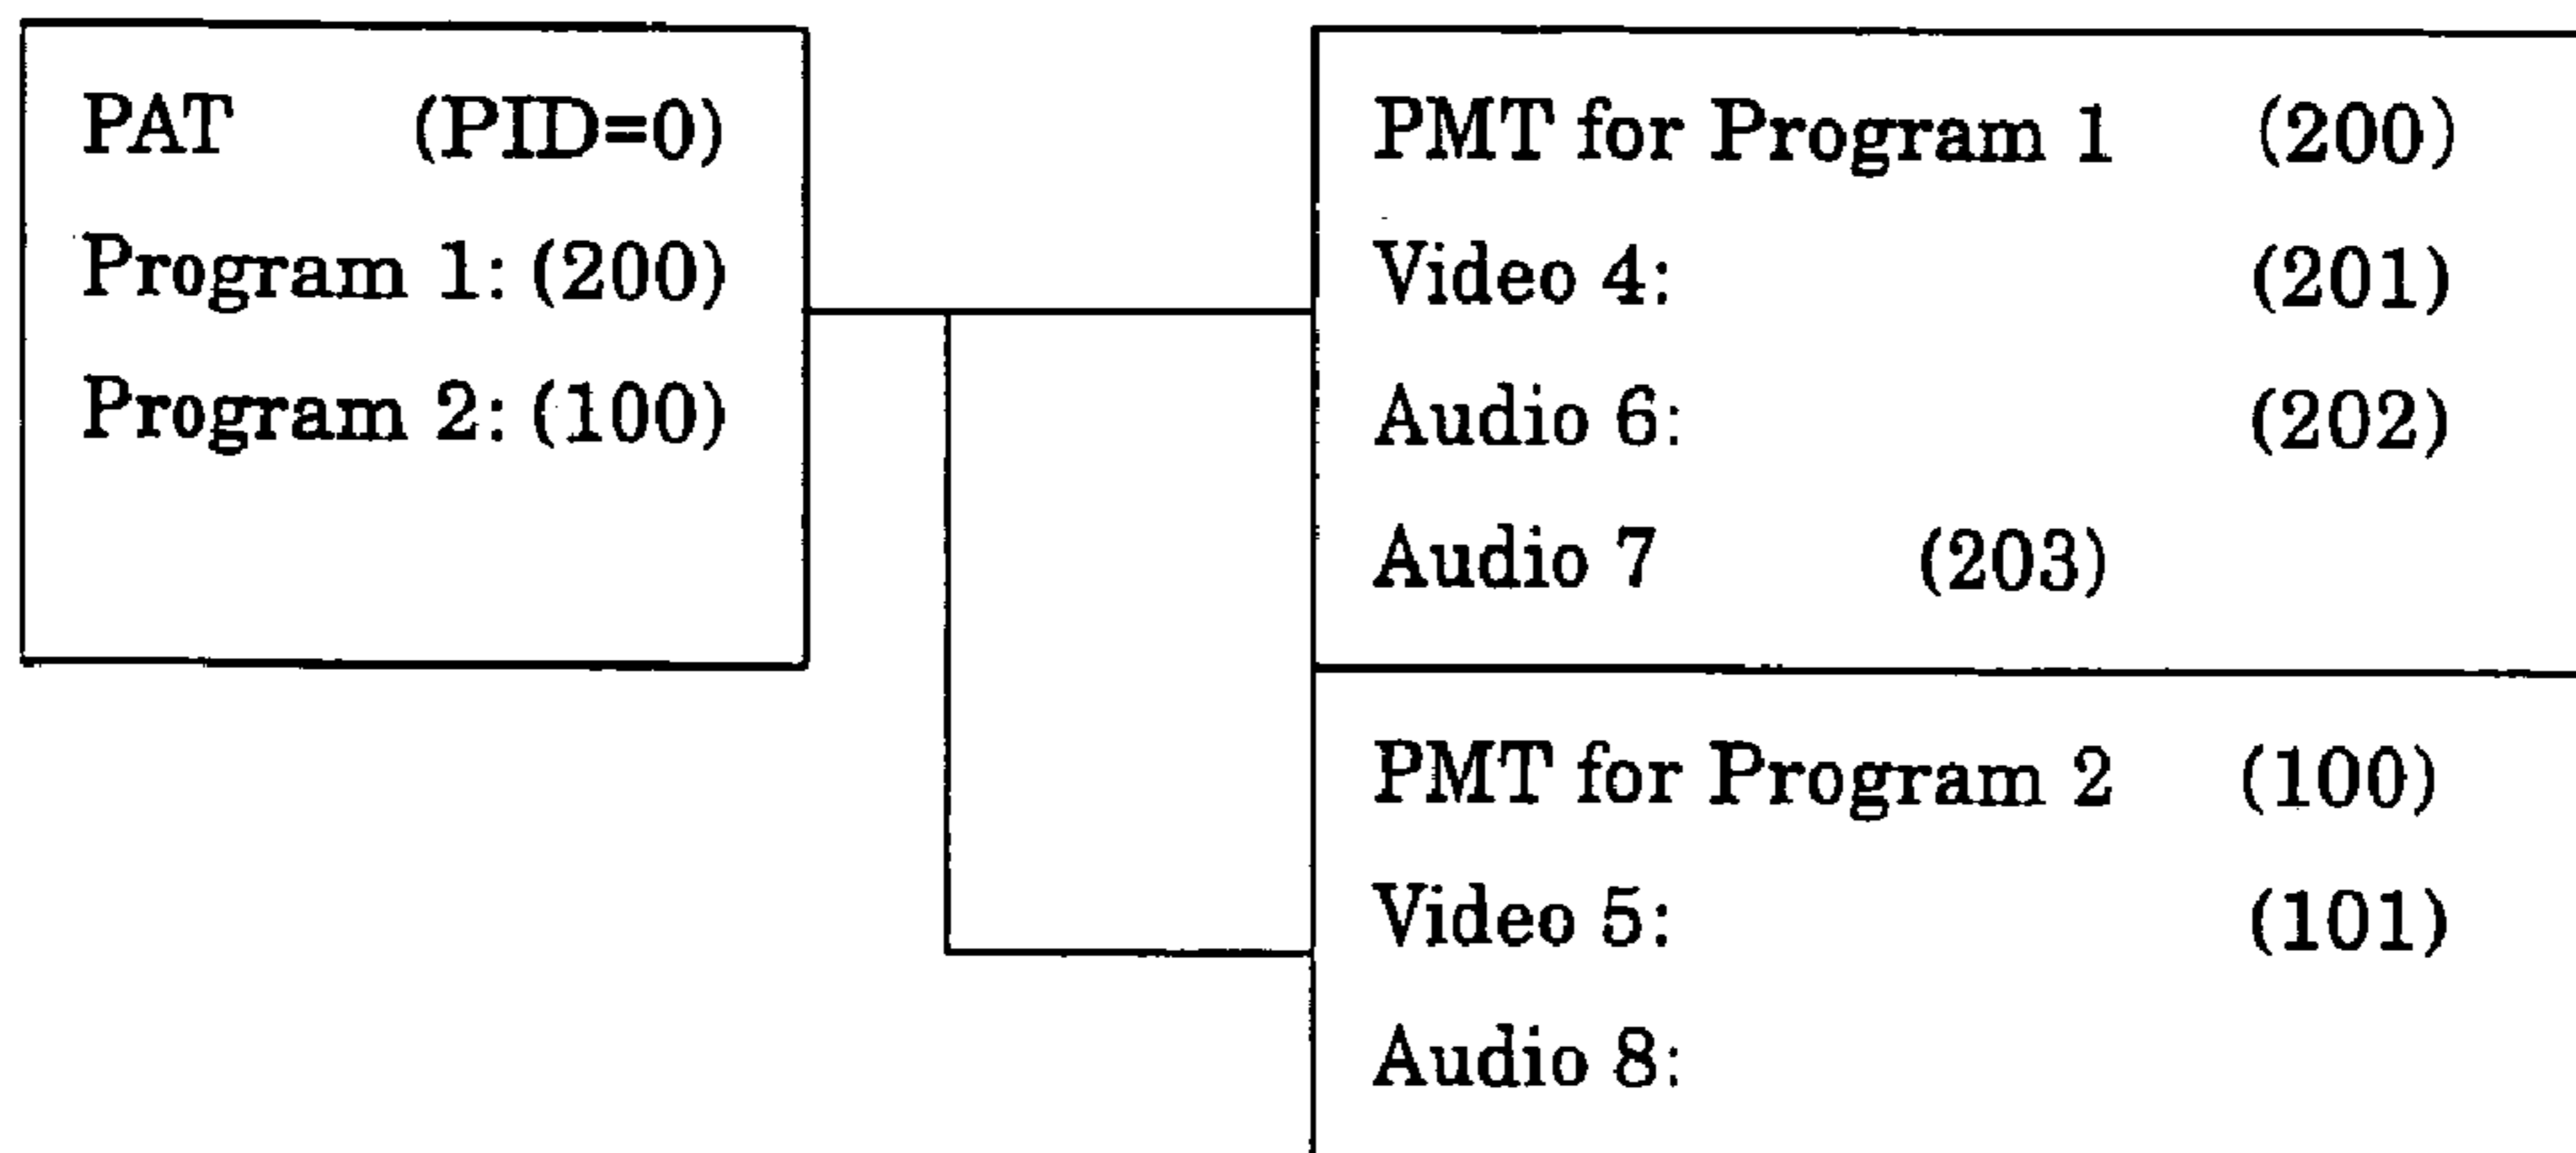 PAT (PID=0)
Program 1: (200)
Program 2: (100)
PMT for Program 1 (200)
Video 4: (201)
Audio 6: (202)
Audio 7 (203)
PMT for Program 2 (100)
Video 5: (101)
Audio 8: